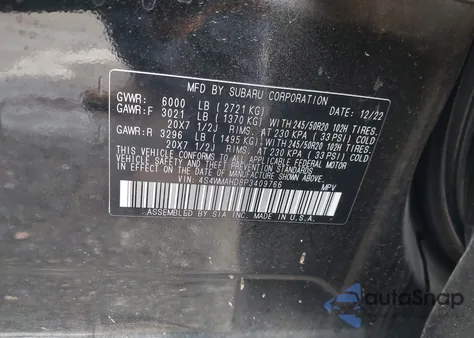 MFD BY SUBARU CORPORATION
GVWR: 6000 LB (2721 KG) DATE: 12/22
GAWR:F 3021 LB (1370 KG) WITH 245/50R20 102H TIRES,
20X7 1/2J RIMS. AT 230 KPA (33 PSI) COLD
GAWR:R 3296 LB (1495 KG) WITH 245/50R20 102H TIRES,
20X7 1/2J RIMS. AT 230 KPA (33 PSI) COLD
THIS VEHICLE CONFORMS TO ALL APPLICABLE FEDERAL MOTOR
VEHICLE SAFETY STANDARDS IN EFFECT ON THE DATE OF
MANUFACTURE SHOWN ABOVE.
VIN: 4S4WMAHD8P3409766 MPV
ASSEMBLED BY SIA, INC. MADE IN U.S.A.
autoSnap